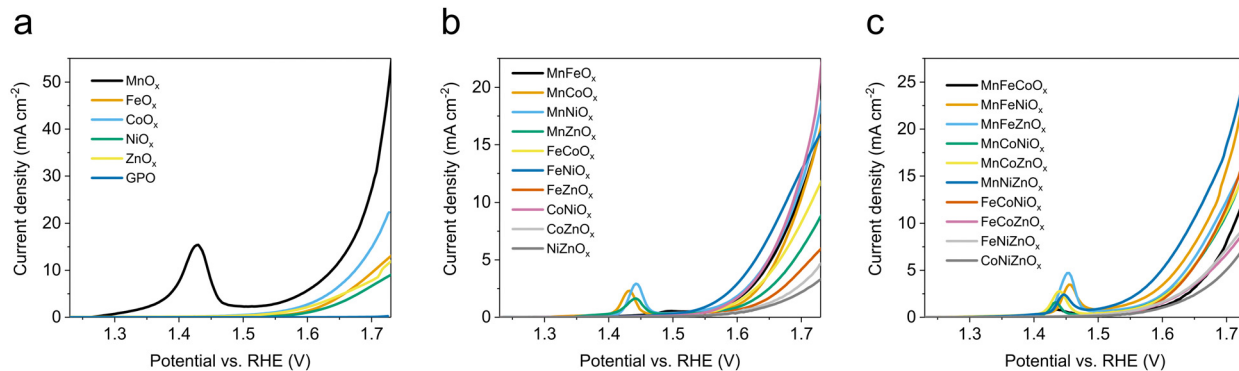 a
Current density (mA cm⁻²)
50
40
30
20
10
0
MnOₓ
FeOₓ
CoOₓ
NiOₓ
ZnOₓ
GPO
1.3
1.4
1.5
1.6
1.7
Potential vs. RHE (V)
b
Current density (mA cm⁻²)
20
15
10
5
0
MnFeOₓ
MnCoOₓ
MnNiOₓ
MnZnOₓ
FeCoOₓ
FeNiOₓ
FeZnOₓ
CoNiOₓ
CoZnOₓ
NiZnOₓ
1.3
1.4
1.5
1.6
1.7
Potential vs. RHE (V)
c
Current density (mA cm⁻²)
25
20
15
10
5
0
MnFeCoOₓ
MnFeNiOₓ
MnFeZnOₓ
MnCoNiOₓ
MnCoZnOₓ
MnNiZnOₓ
FeCoNiOₓ
FeCoZnOₓ
FeNiZnOₓ
CoNiZnOₓ
1.3
1.4
1.5
1.6
1.7
Potential vs. RHE (V)